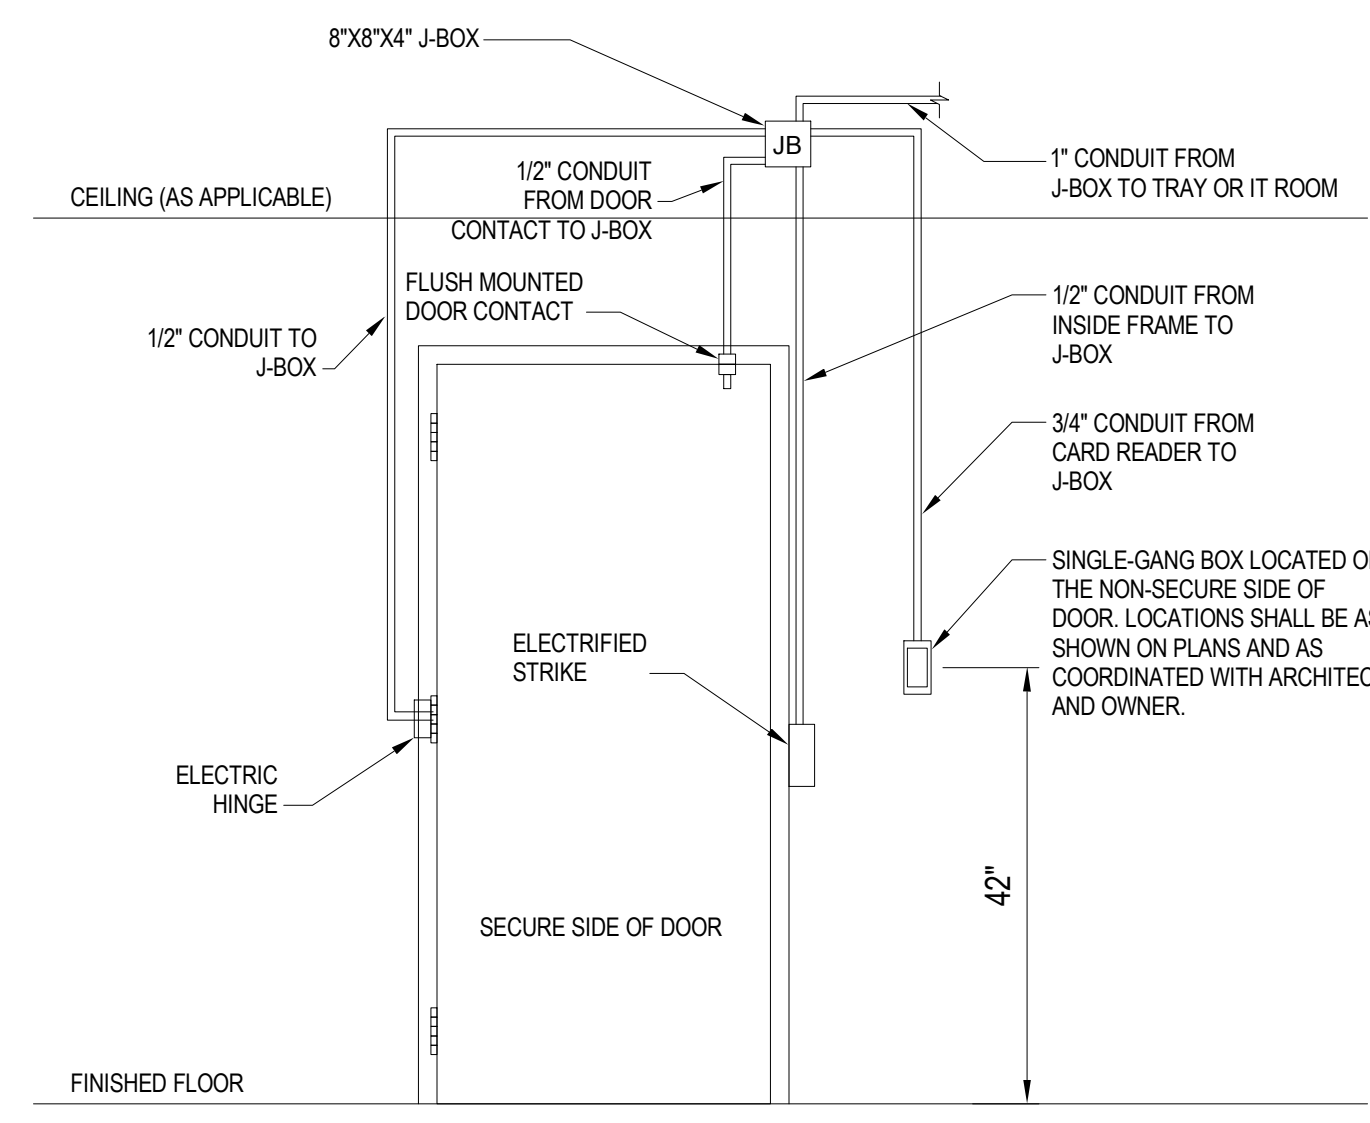 8"X8"X4" J-BOX
JB
1/2" CONDUIT
FROM DOOR
CONTACT TO J-BOX
1" CONDUIT FROM
J-BOX TO TRAY OR IT ROOM
CEILING (AS APPLICABLE)
FLUSH MOUNTED
DOOR CONTACT
1/2" CONDUIT TO
J-BOX
1/2" CONDUIT FROM
INSIDE FRAME TO
J-BOX
3/4" CONDUIT FROM
CARD READER TO
J-BOX
SINGLE-GANG BOX LOCATED
THE NON-SECURE SIDE OF
DOOR. LOCATIONS SHALL BE
SHOWN ON PLANS AND AS
COORDINATED WITH
AND OWNER.
ELECTRIFIED
STRIKE
ELECTRIC
HINGE
42"
SECURE SIDE OF DOOR
FINISHED FLOOR